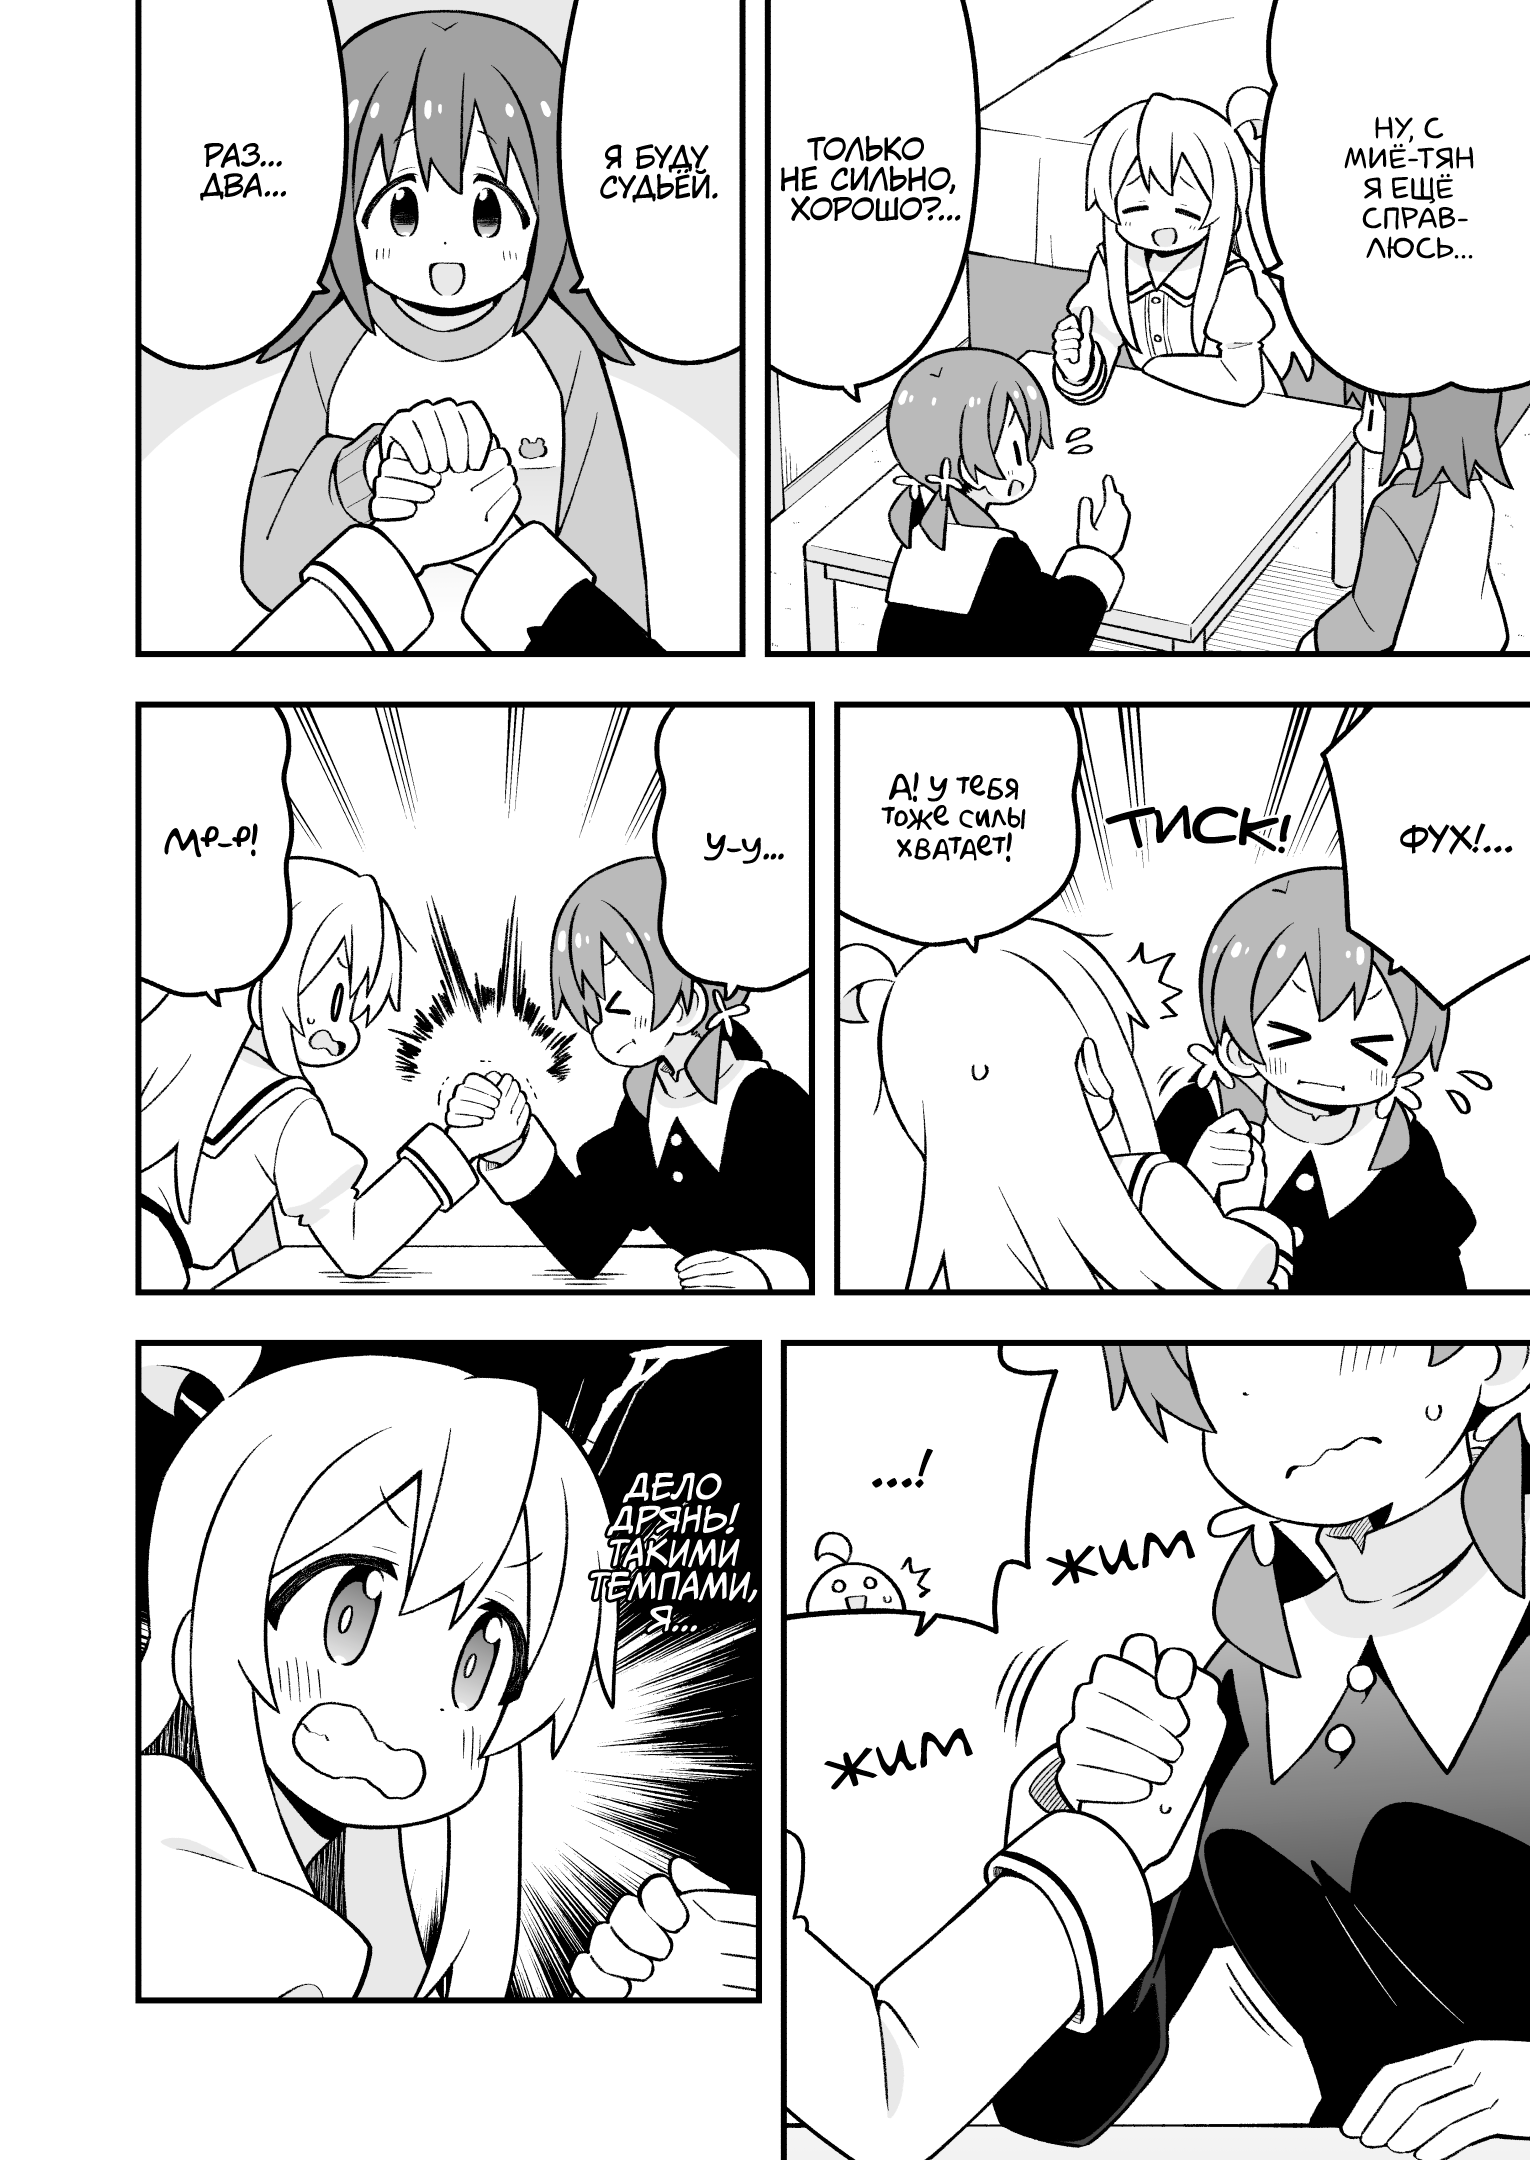 НУ, С
МИЁ-ТЯН
Я ЕЩЁ
СПРАВ-
ЛЮСЬ...
ТОЛЬКО
НЕ СИЛЬНО,
ХОРОШО?...
Я БУДУ
СУДЬЁЙ.
РАЗ...
ДВА...
ФУХ!...
ТИСК!
А! У ТЕБЯ
ТОЖЕ СИЛЫ
ХВАТАЕТ!
У-У...
МР-Р!
...!
ЖИМ
ЖИМ
ДЕЛО
ДРЯНЬ!
ТАКИМИ
ТЕМПАМИ,
Я...